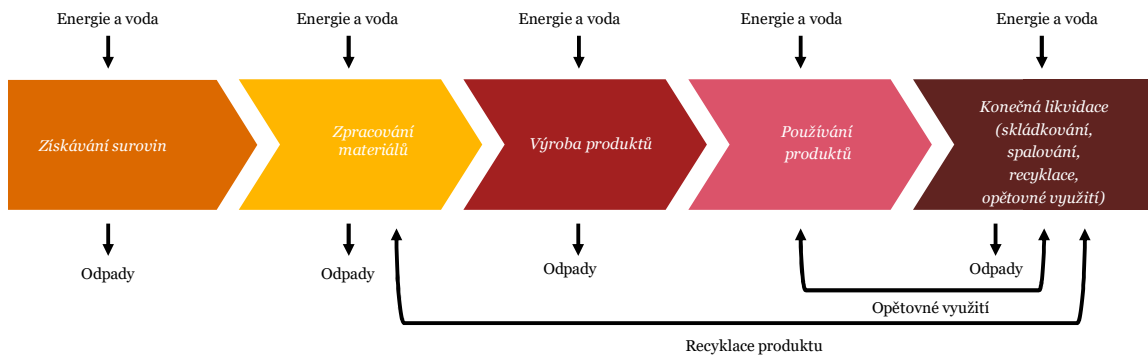 Energie a voda
Energie a voda
Energie a voda
Energie a voda
Energie a voda
Získávání surovin
Zpracování
materiálů
Výroba produktů
Používání
produktů
Konečná likvidace
(skládkování,
spalování,
recyklace,
opětovné využití)
Odpady
Odpady
Odpady
Odpady
Opětovné využití
Recyklace produktu